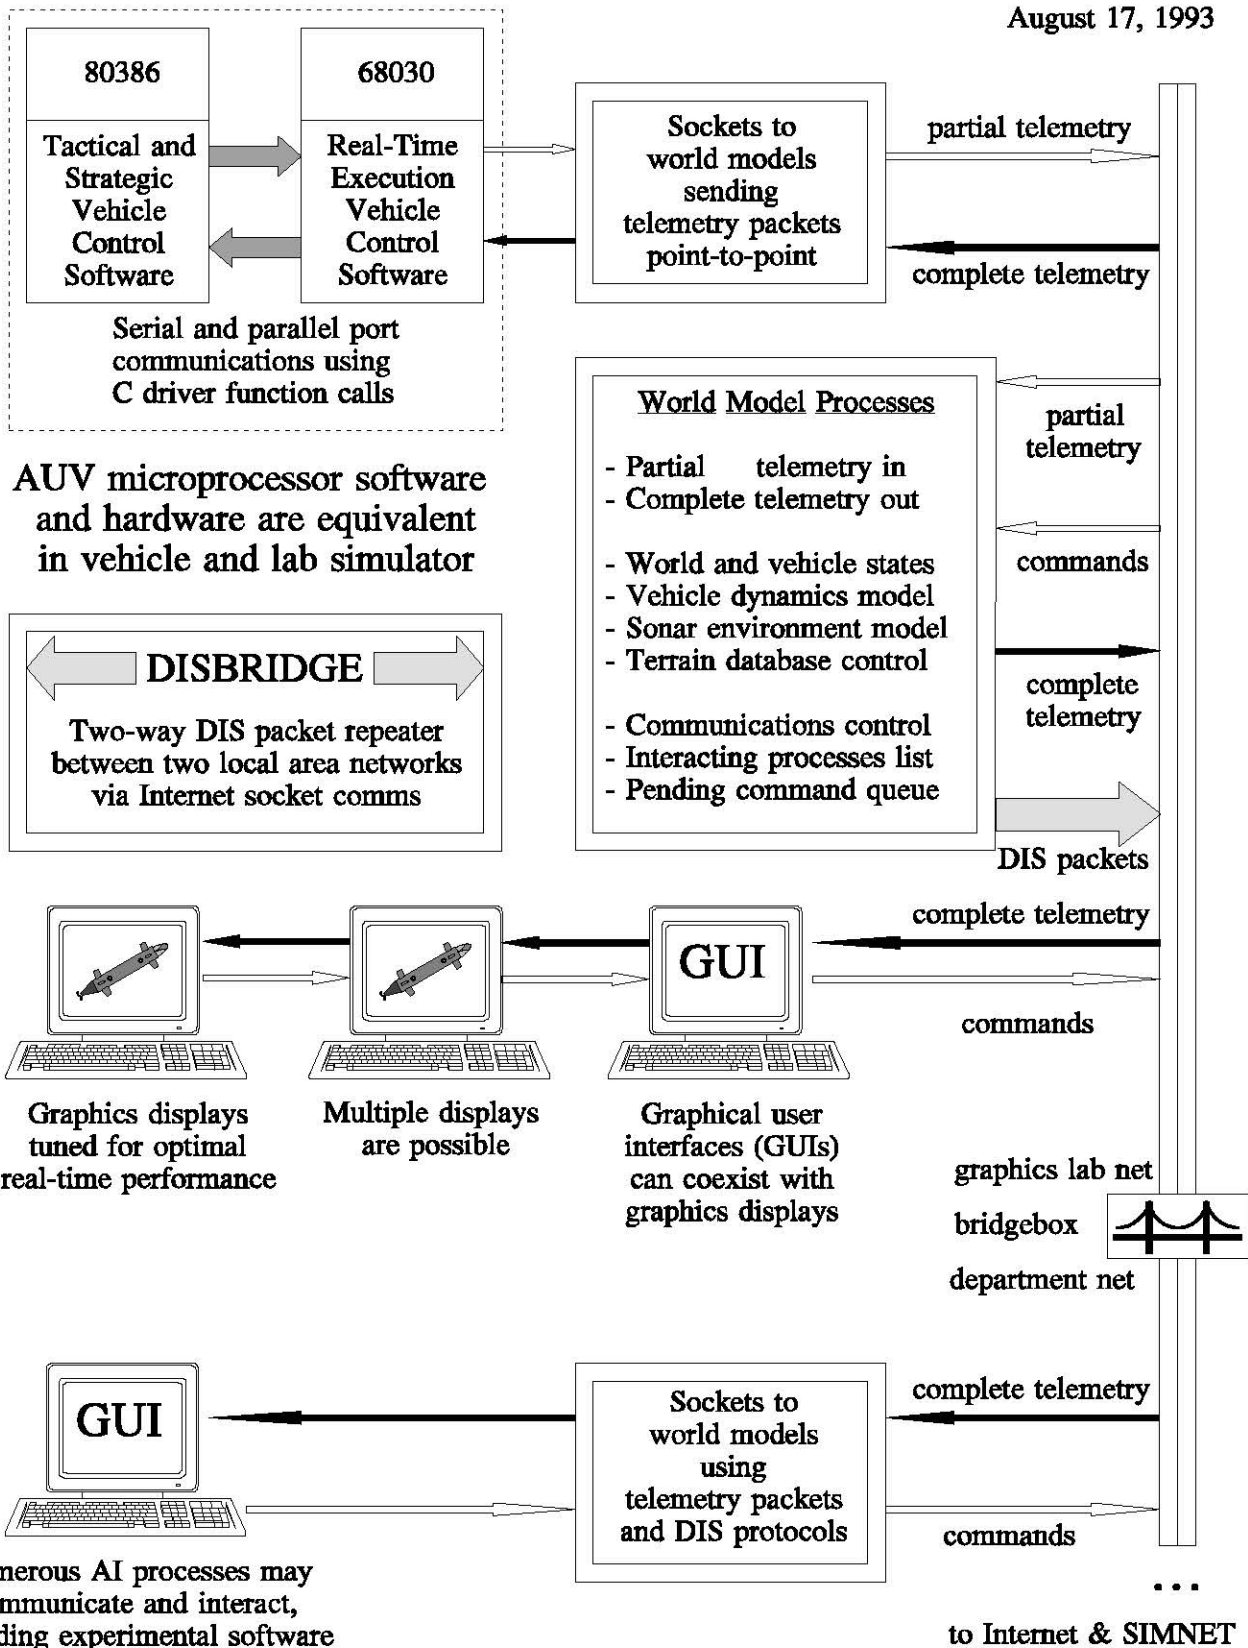 August 17, 1993
80386
Tactical and
Strategic
Vehicle
Control
Software
68030
Real-Time
Execution
Vehicle
Control
Software
Serial and parallel port
communications using
C driver function calls
Sockets to
world models
sending
telemetry packets
point-to-point
partial telemetry
complete telemetry
AUV microprocessor software
and hardware are equivalent
in vehicle and lab simulator
World Model Processes
- Partial telemetry in
- Complete telemetry out
- World and vehicle states
- Vehicle dynamics model
- Sonar environment model
- Terrain database control
- Communications control
- Interacting processes list
- Pending command queue
partial
telemetry
commands
complete
telemetry
DIS packets
DISBRIDGE
Two-way DIS packet repeater
between two local area networks
via Internet socket comms
complete telemetry
GUI
commands
Graphics displays
tuned for optimal
real-time performance
Multiple displays
are possible
Graphical user
interfaces (GUIs)
can coexist with
graphics displays
graphics lab net
bridgebox
department net
GUI
Sockets to
world models
using
telemetry packets
and DIS protocols
complete telemetry
commands
AI processes may
and interact,
experimental software
...
to Internet & SIMNET